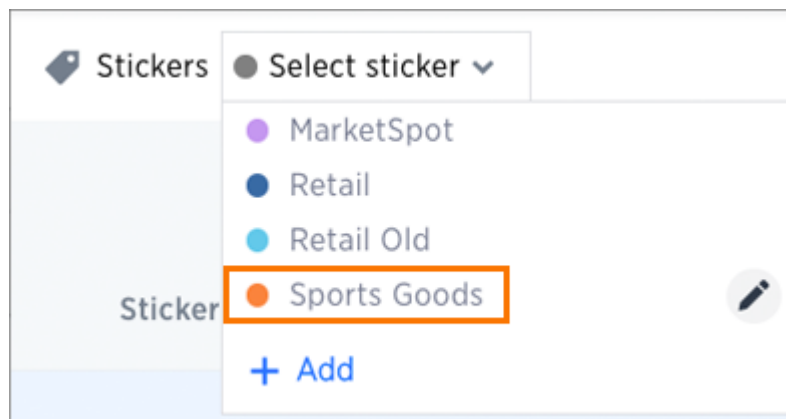 Stickers Select sticker
MarketSpot
Retail
Retail Old
Sports Goods
Sticker
+ Add